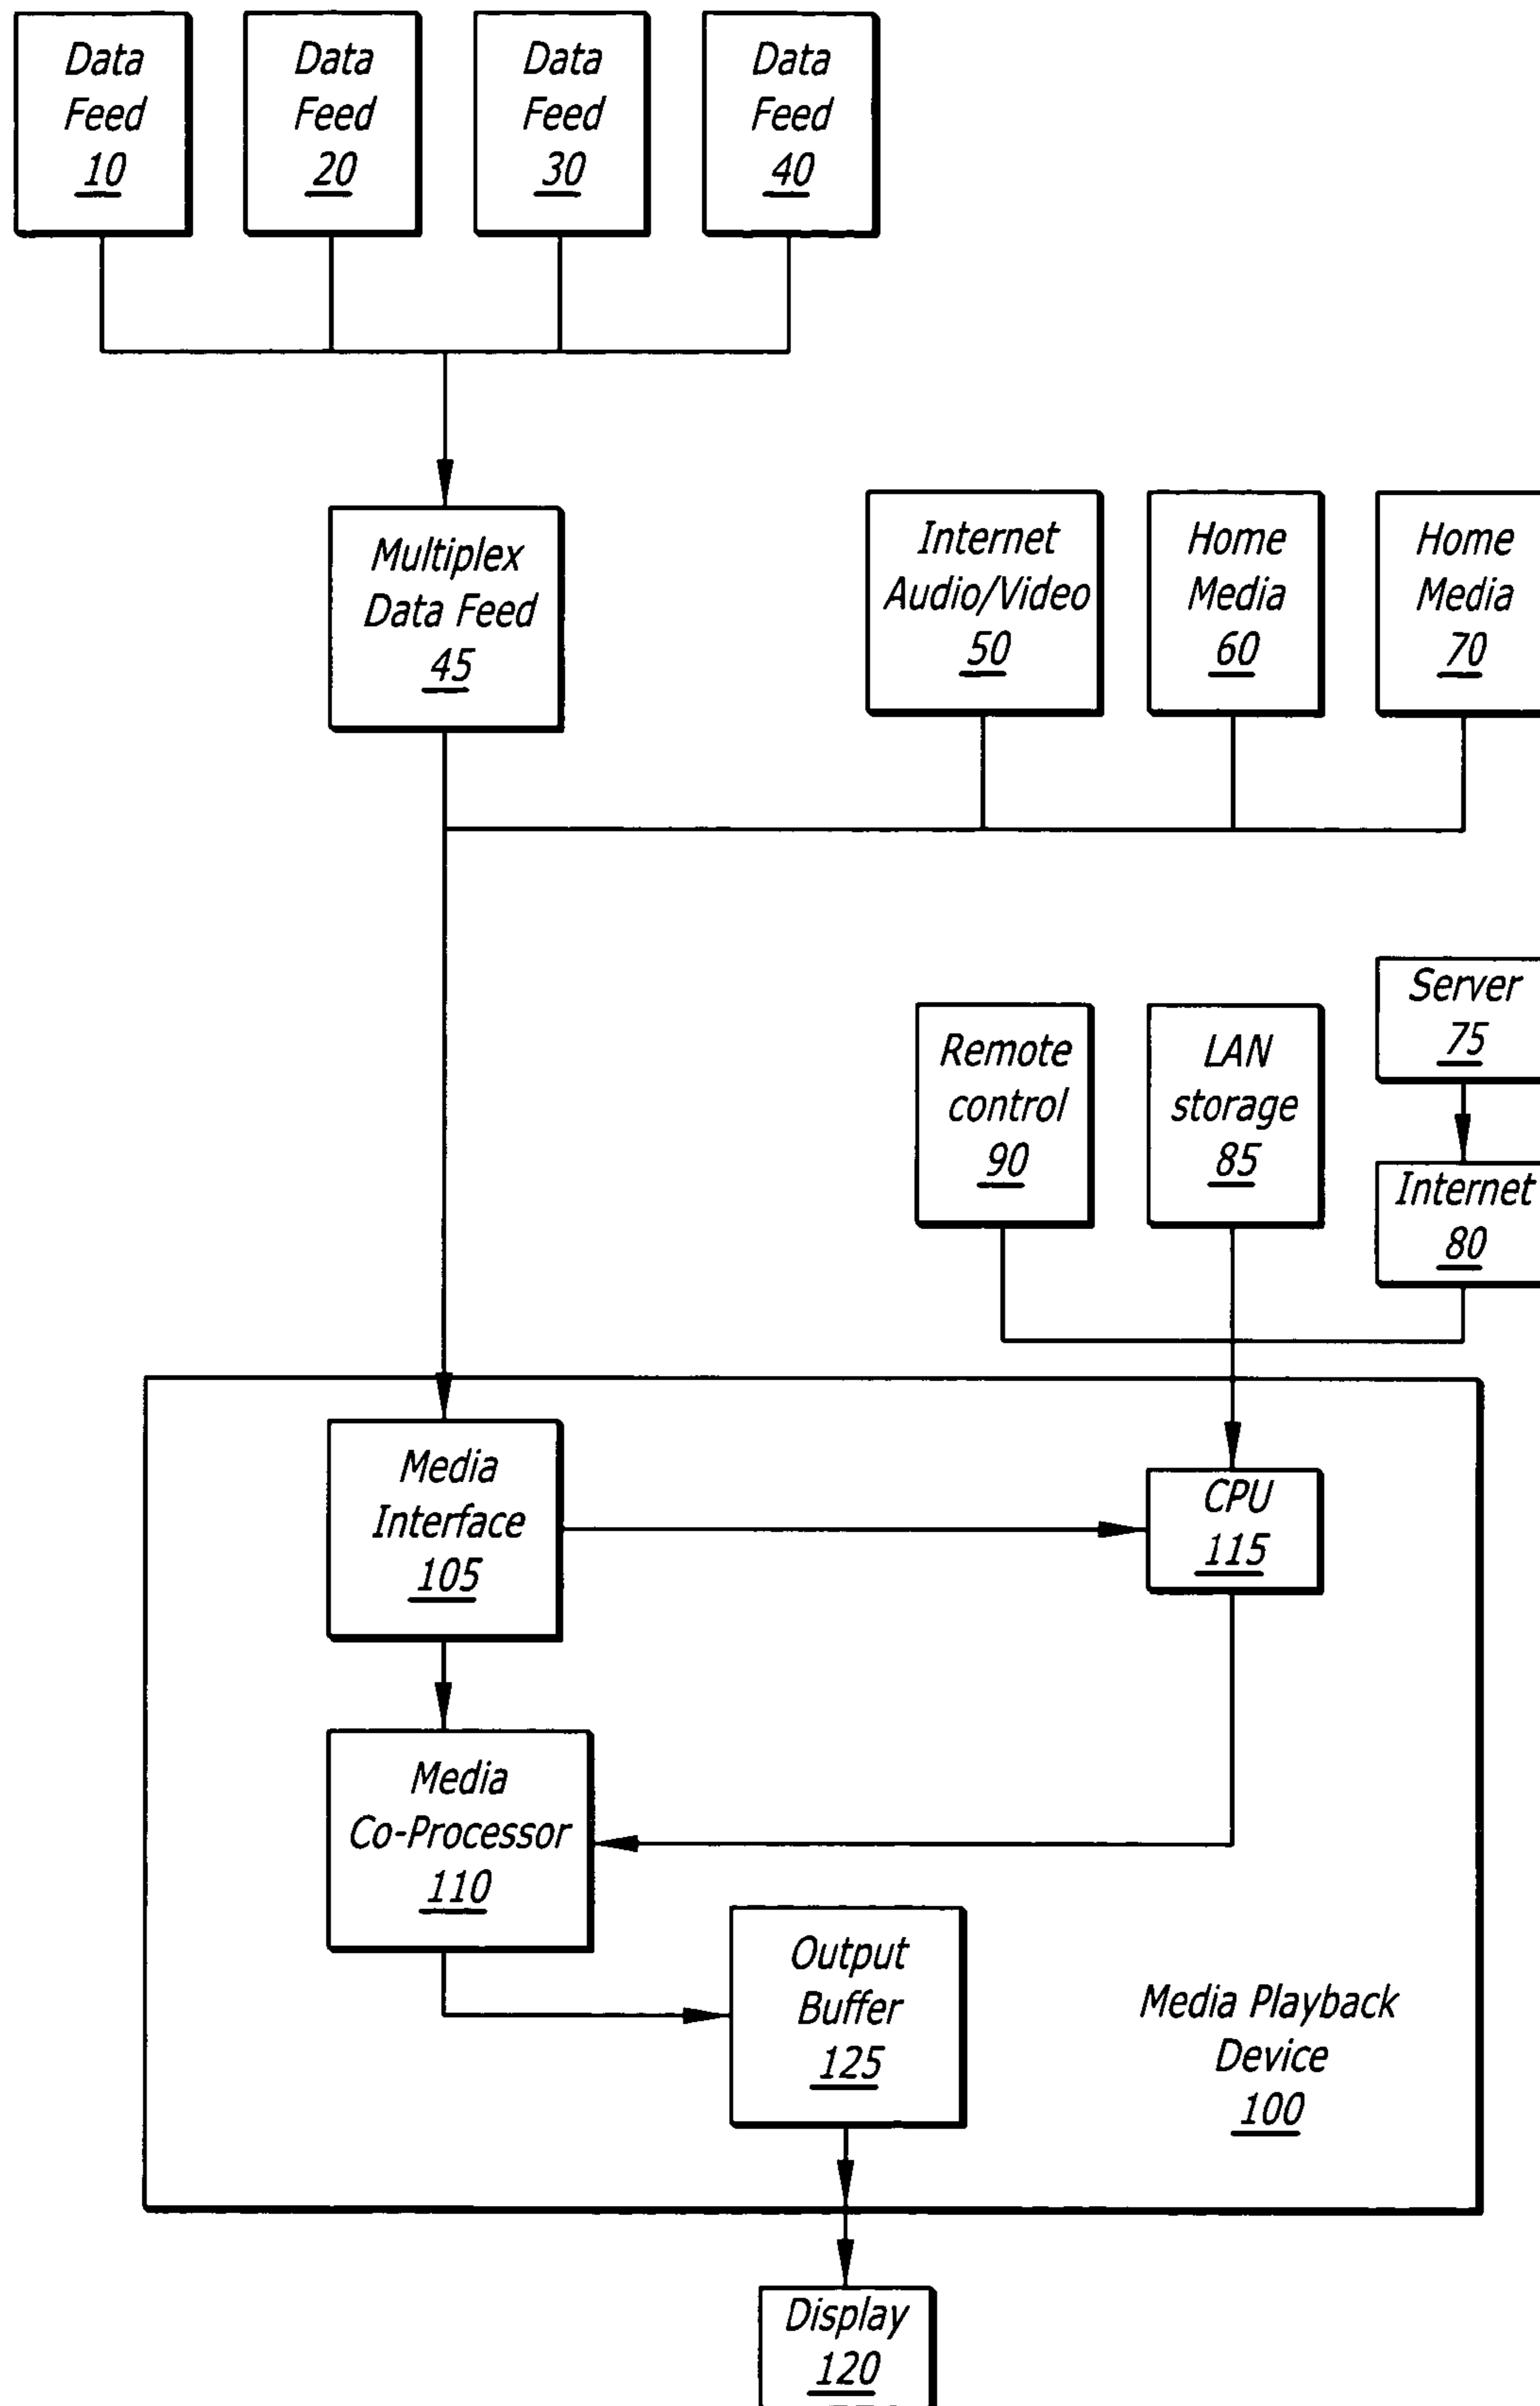 Data
Feed
10
Data
Feed
20
Data
Feed
30
Data
Feed
40
Multiplex
Data Feed
45
Internet
Audio/Video
50
Home
Media
60
Home
Media
70
Server
75
Remote
control
90
LAN
storage
85
Internet
80
Media
Interface
105
CPU
115
Media
Co-Processor
110
Output
Buffer
125
Media Playback
Device
100
Display
120